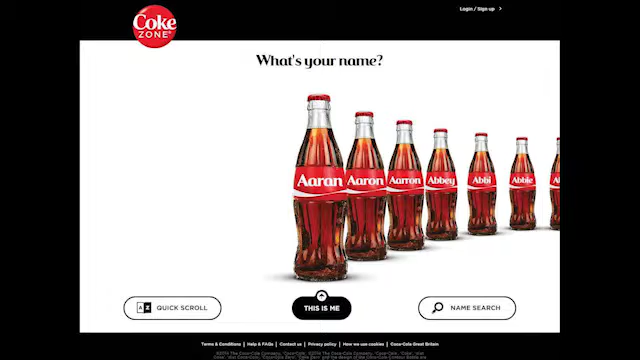 Coke
ZONE
Login / Sign up
What's your name?
Aaran
Aaron
Aarron
Abbey
Abbi
Abbie
A Z QUICK SCROLL
THIS IS ME
NAME SEARCH
Terms & Conditions | Help & FAQs | Contact us | Privacy policy | How we use cookies | Coca-Cola Great Britain